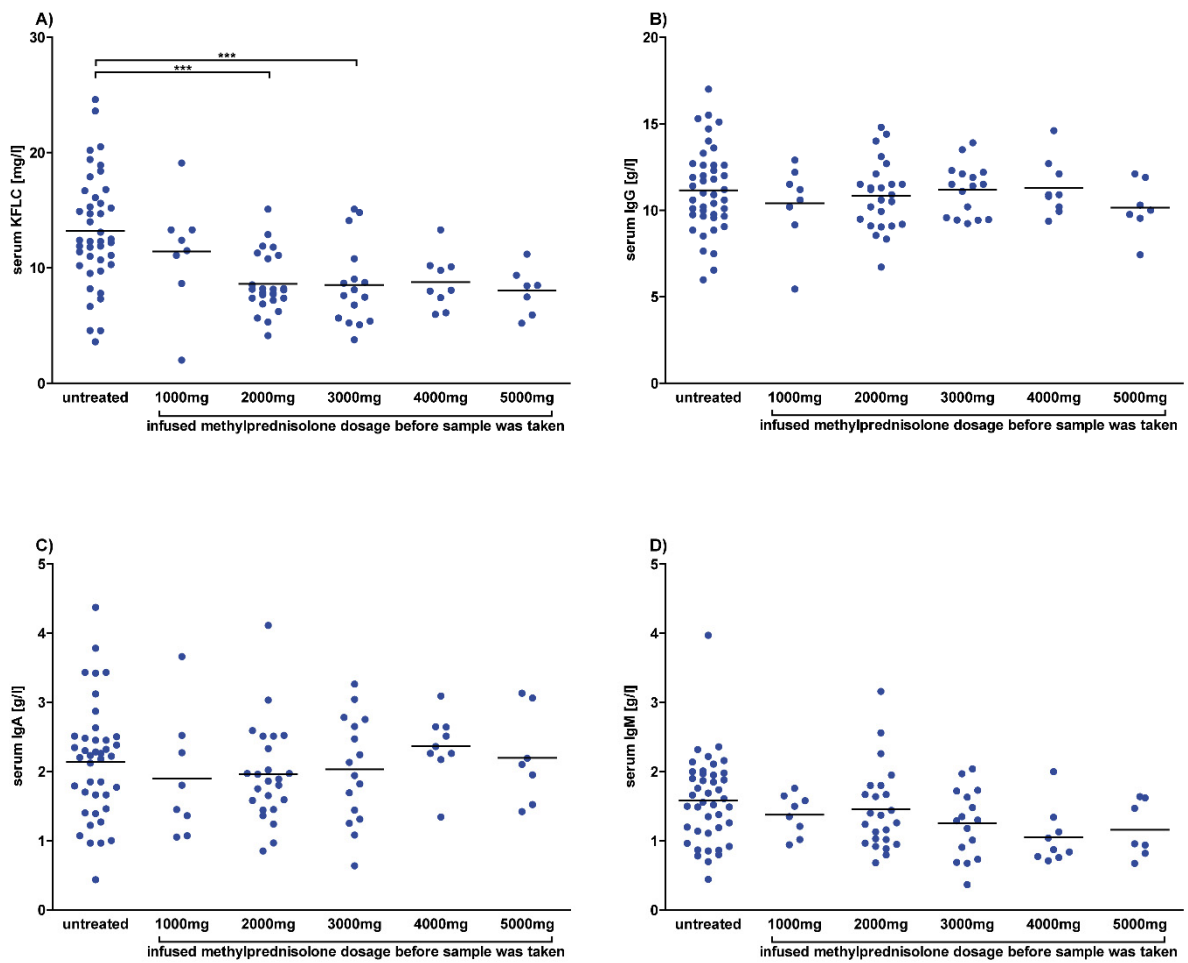 A)
30
20
10
0
serum KFLC [mg/l]
***
***
untreated 1000mg 2000mg 3000mg 4000mg 5000mg
infused methylprednisolone dosage before sample was taken
B)
20
15
10
5
0
serum IgG [g/l]
untreated 1000mg 2000mg 3000mg 4000mg 5000mg
infused methylprednisolone dosage before sample was taken
C)
5
4
3
2
1
0
serum IgA [g/l]
untreated 1000mg 2000mg 3000mg 4000mg 5000mg
infused methylprednisolone dosage before sample was taken
D)
5
4
3
2
1
0
serum IgM [g/l]
untreated 1000mg 2000mg 3000mg 4000mg 5000mg
infused methylprednisolone dosage before sample was taken